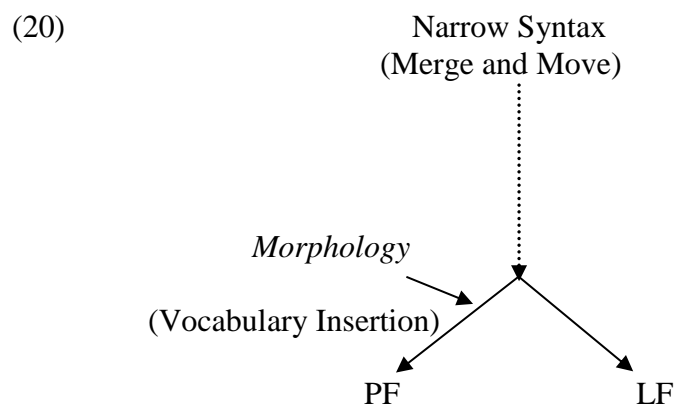 (20) Narrow Syntax
(Merge and Move)
Morphology
(Vocabulary Insertion)
PF LF